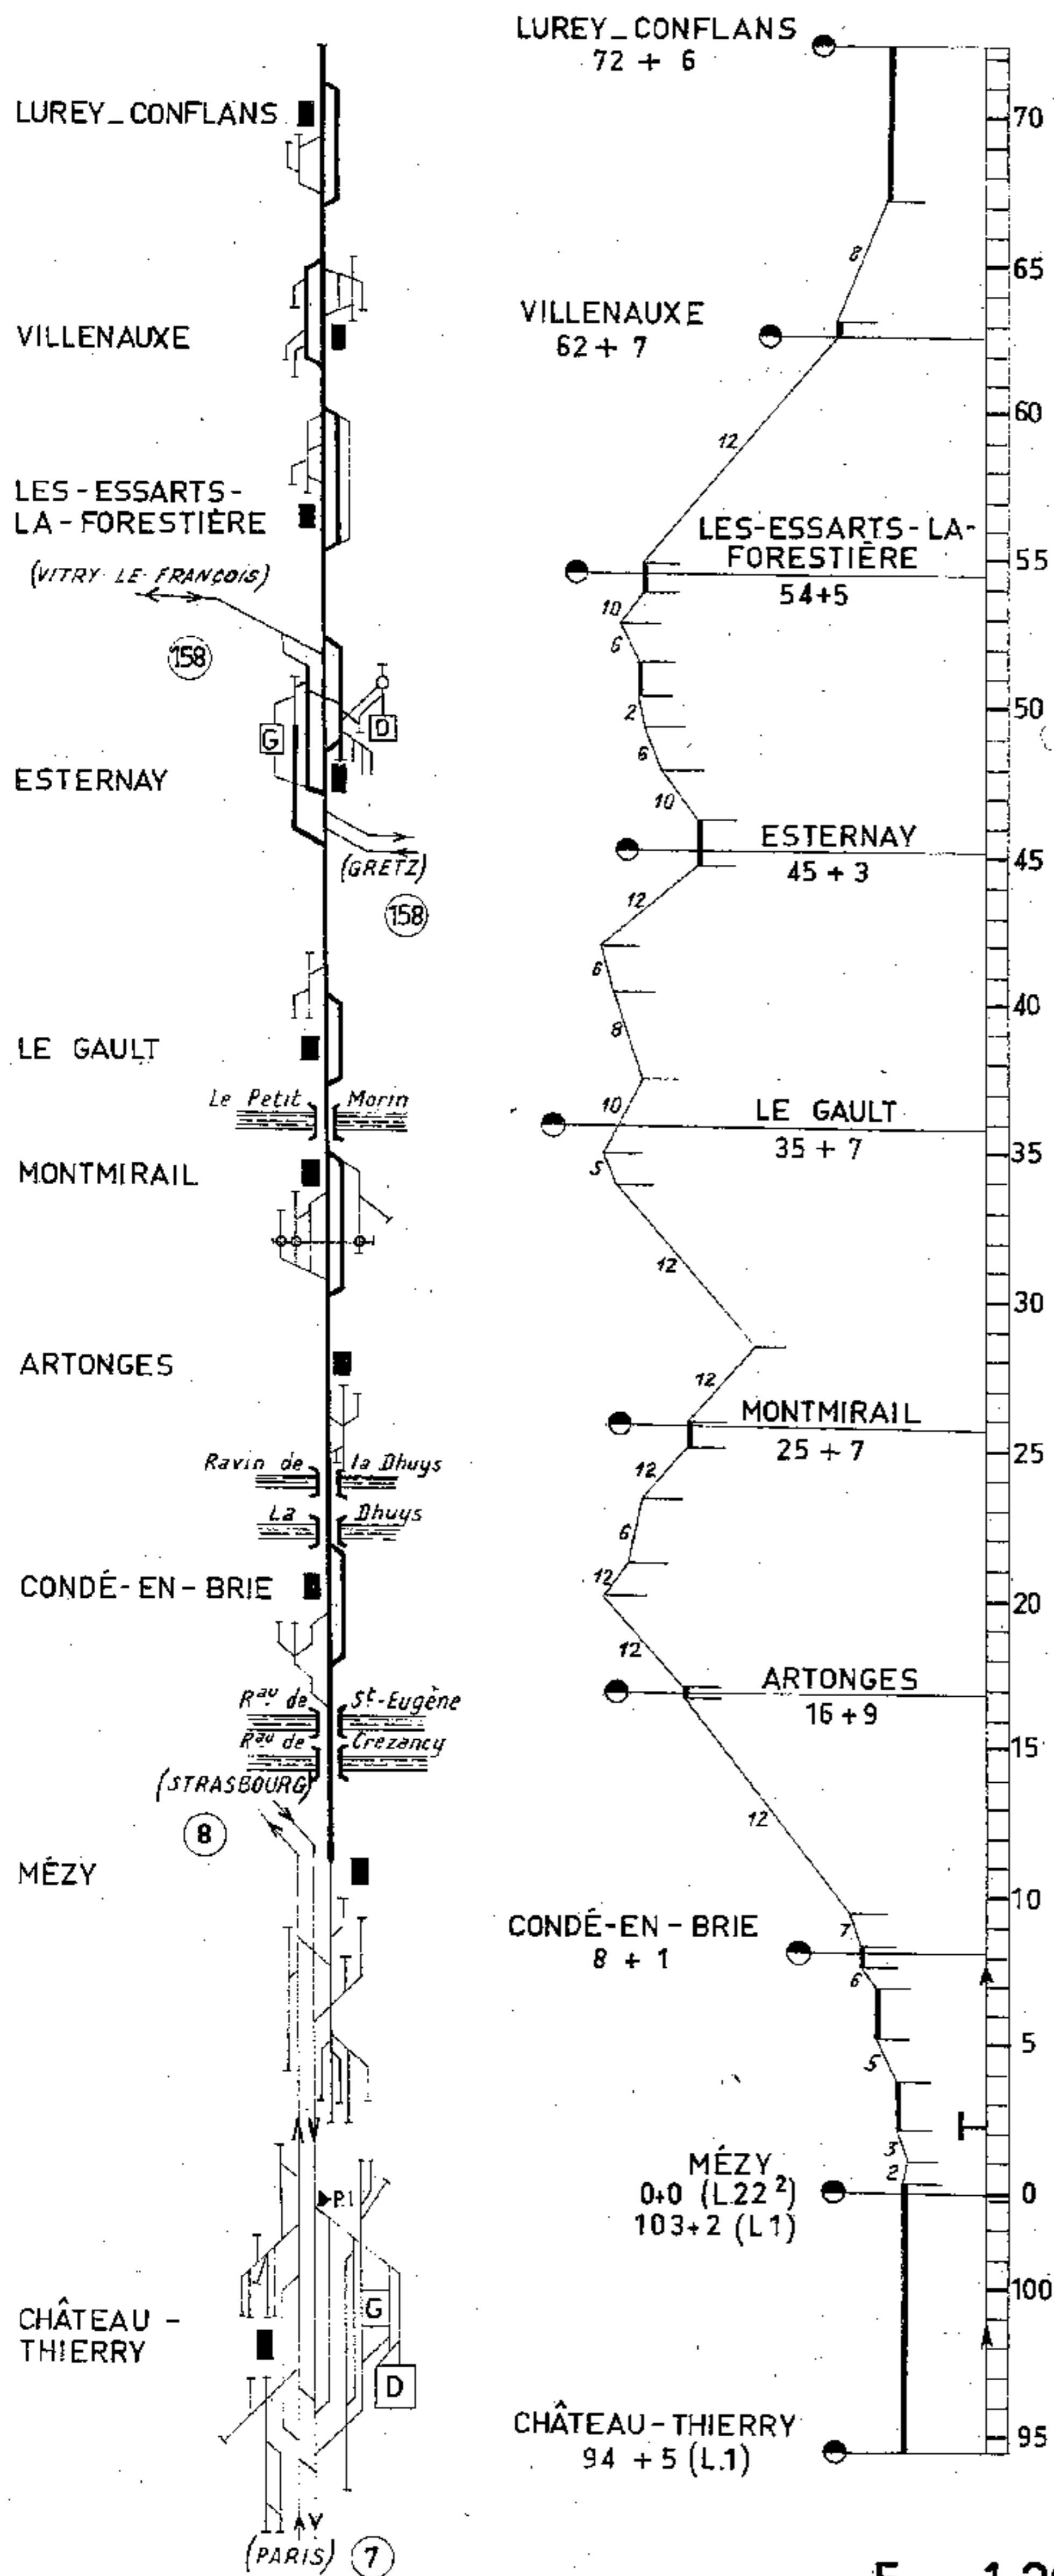 LUREY_CONFLANS
VILLENAUXE
LES-ESSARTS-
LA-FORESTIÈRE
(VITRY-LE-FRANÇOIS)
158
G
D
ESTERNAY
(GRETZ)
158
LE GAULT
Le Petit Morin
MONTMIRAIL
ARTONGES
Ravin de la Dhuys
La Dhuys
CONDÉ-EN-BRIE
Rau de St-Eugène
Rau de Crézancy
(STRASBOURG)
8
MÉZY
P.1
G
CHÂTEAU-
THIERRY
D
(PARIS) 7
LUREY_CONFLANS
72 + 6
70
65
8
VILLENAUXE
62 + 7
60
12
LES-ESSARTS-LA-
FORESTIÈRE
54+5
55
10
6
2
50
6
10
ESTERNAY
45 + 3
45
12
6
40
8
10
LE GAULT
35 + 7
35
5
12
30
12
MONTMIRAIL
25 + 7
25
12
6
12
20
12
ARTONGES
16 + 9
15
12
10
CONDÉ-EN-BRIE
8 + 1
7
6
5
5
3
2
MÉZY
0+0 (L.22²)
103+2 (L1)
0
100
CHÂTEAU-THIERRY
94 + 5 (L.1)
95